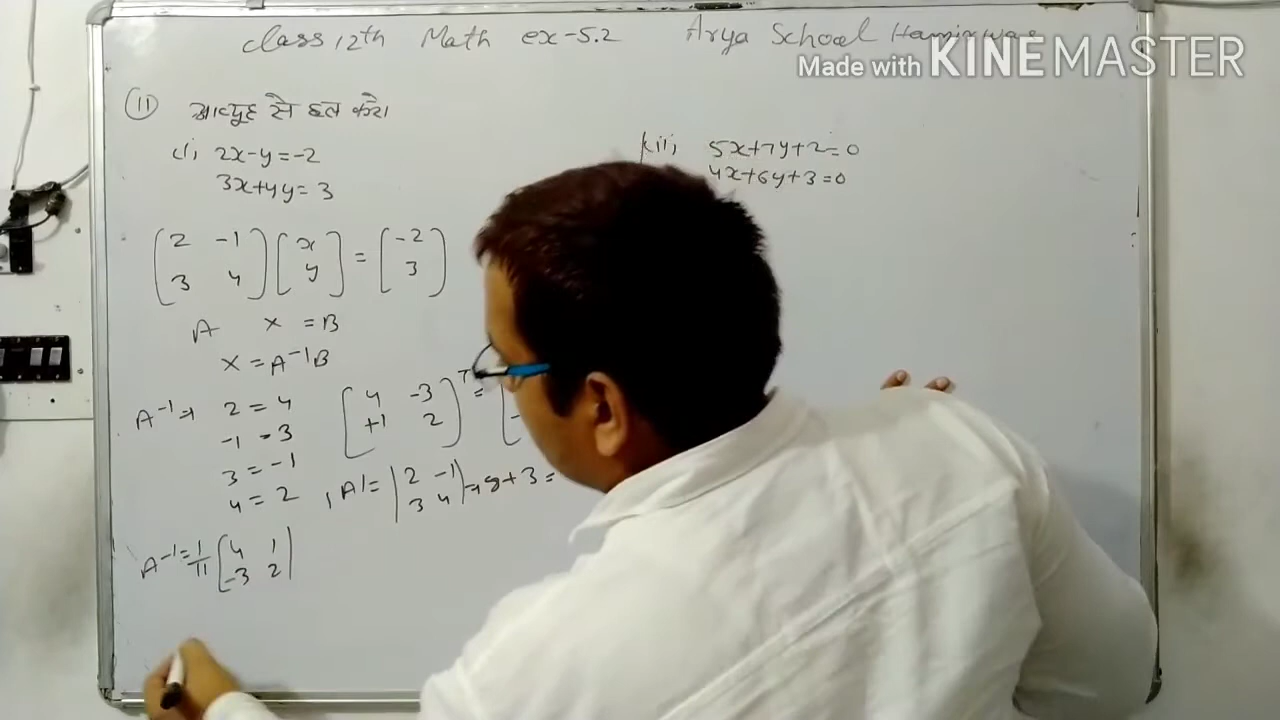 Class 12th Math ex-5.2 Arya School
Made with KINEMASTER
(11) आव्यूह से हल करो
(i) 2x-y=-2
3x+4y=3
(ii) 5x+7y+2=0
4x+6y+3=0
[2 -1] [x] = [-2]
[3 4] [y] [3]
A X =B
X =A⁻¹B
A⁻¹⇒ 2 = 4
-1 = 3
3 = -1
4 = 2
[4 -3]ᵀ = [
[+1 2] [-
|A|= |2 -1| ⇒ 8+3 =
|3 4|
A⁻¹=1/11 [4 1]
[-3 2]